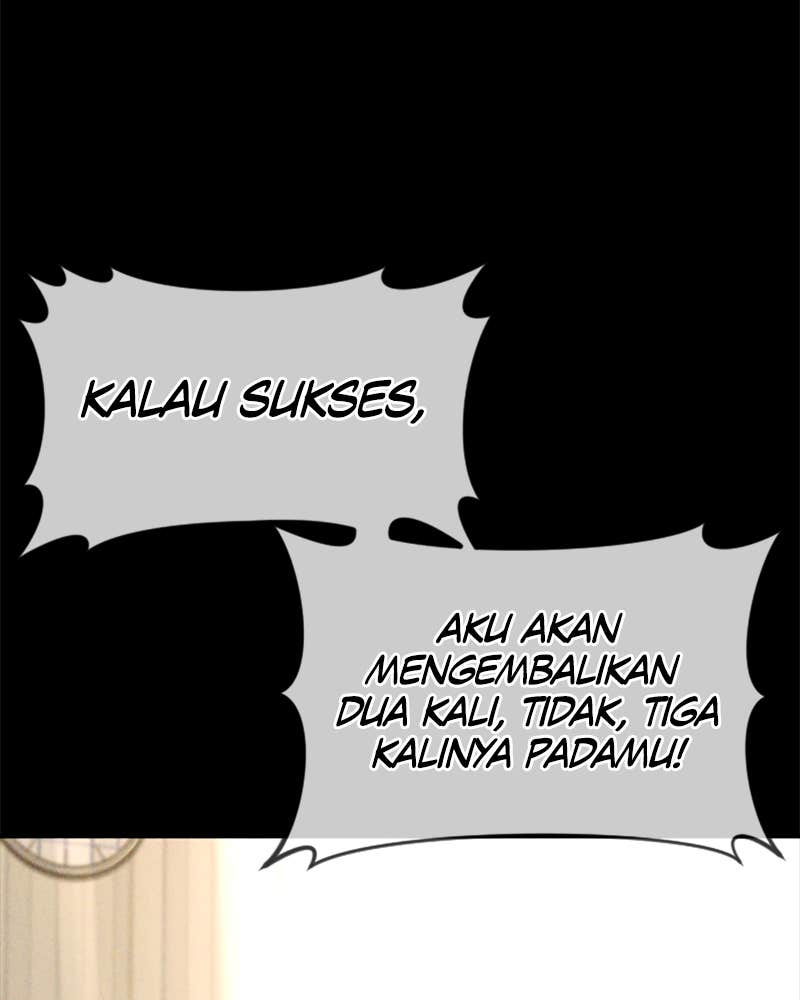 KALAU SUKSES,
AKU AKAN
MENGEMBALIKAN
DUA KALI, TIDAK, TIGA
KALINYA PADAMU!